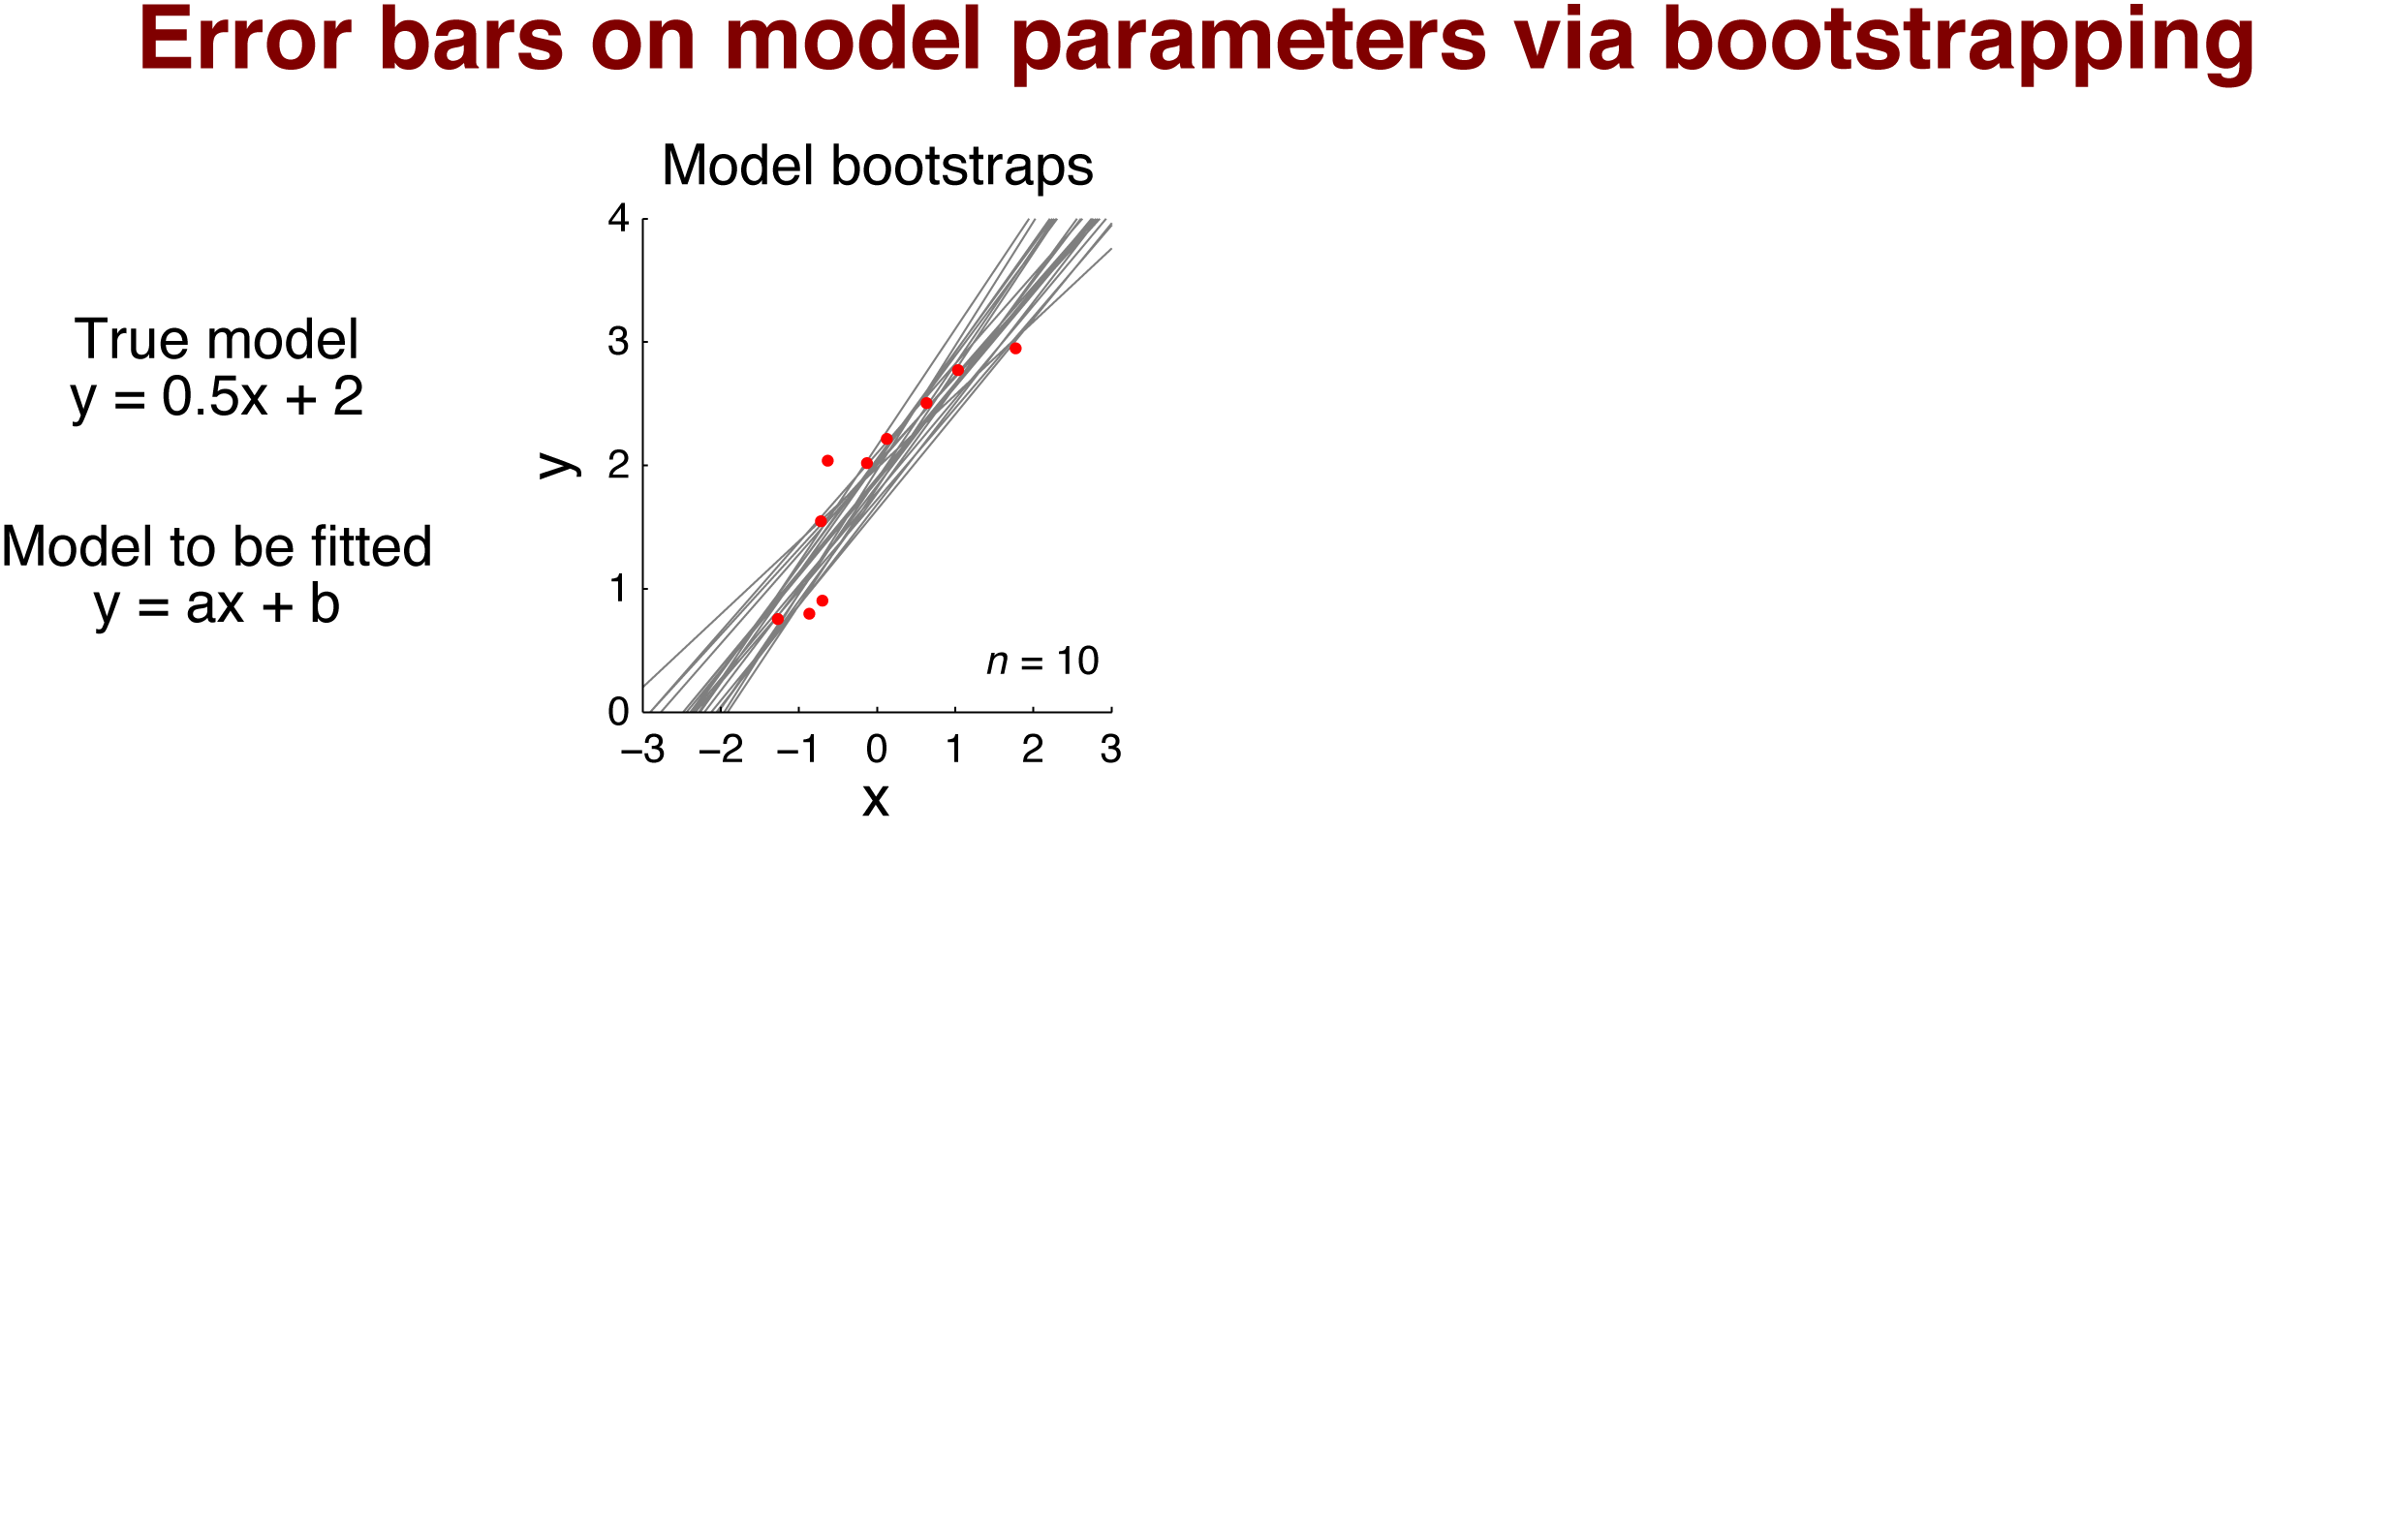 Error bars on model parameters via bootstrapping
Model bootstraps
True model
y = 0.5x + 2
Model to be fitted
y = ax + b
4
3
2
1
0
y
n = 10
−3 −2 −1 0 1 2 3
x